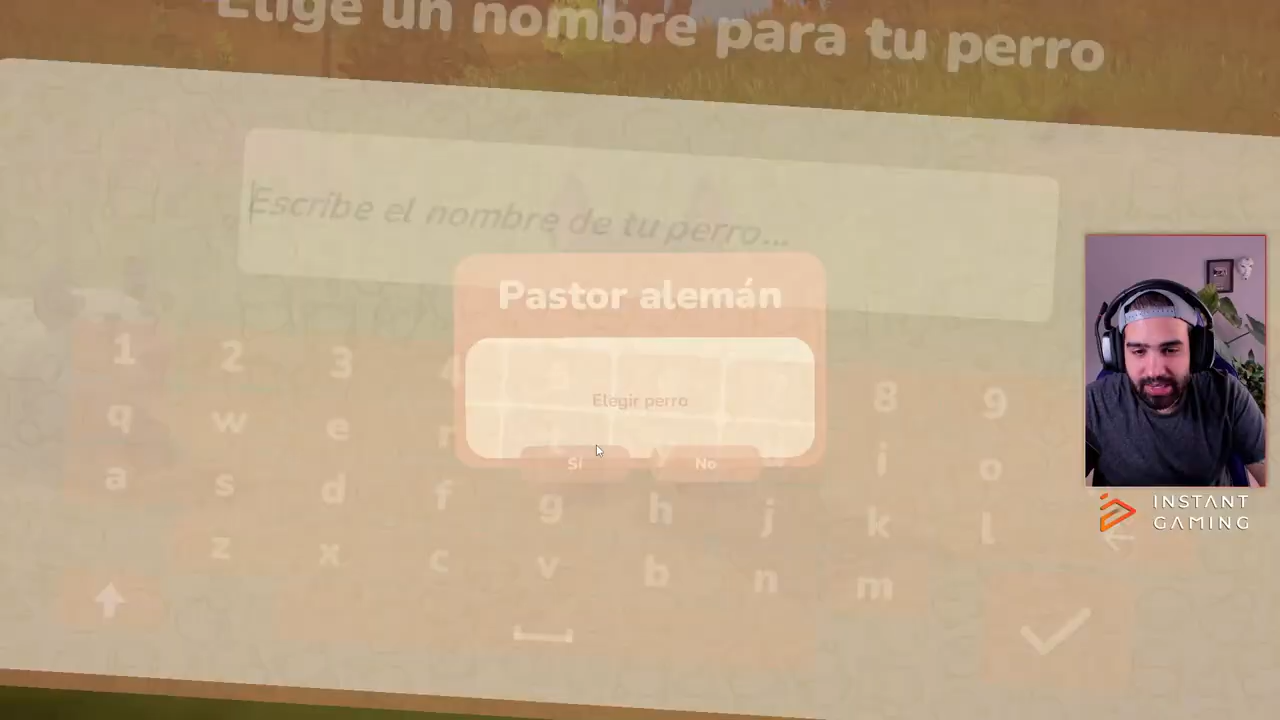 Elige un nombre para tu perro
Escribe el nombre de tu perro...
Pastor alemán
Elegir perro
Sí
No
1 2 3 4 8 9
q w e r i o
a s d f g h j k l
z x c v b n m
INSTANT
GAMING